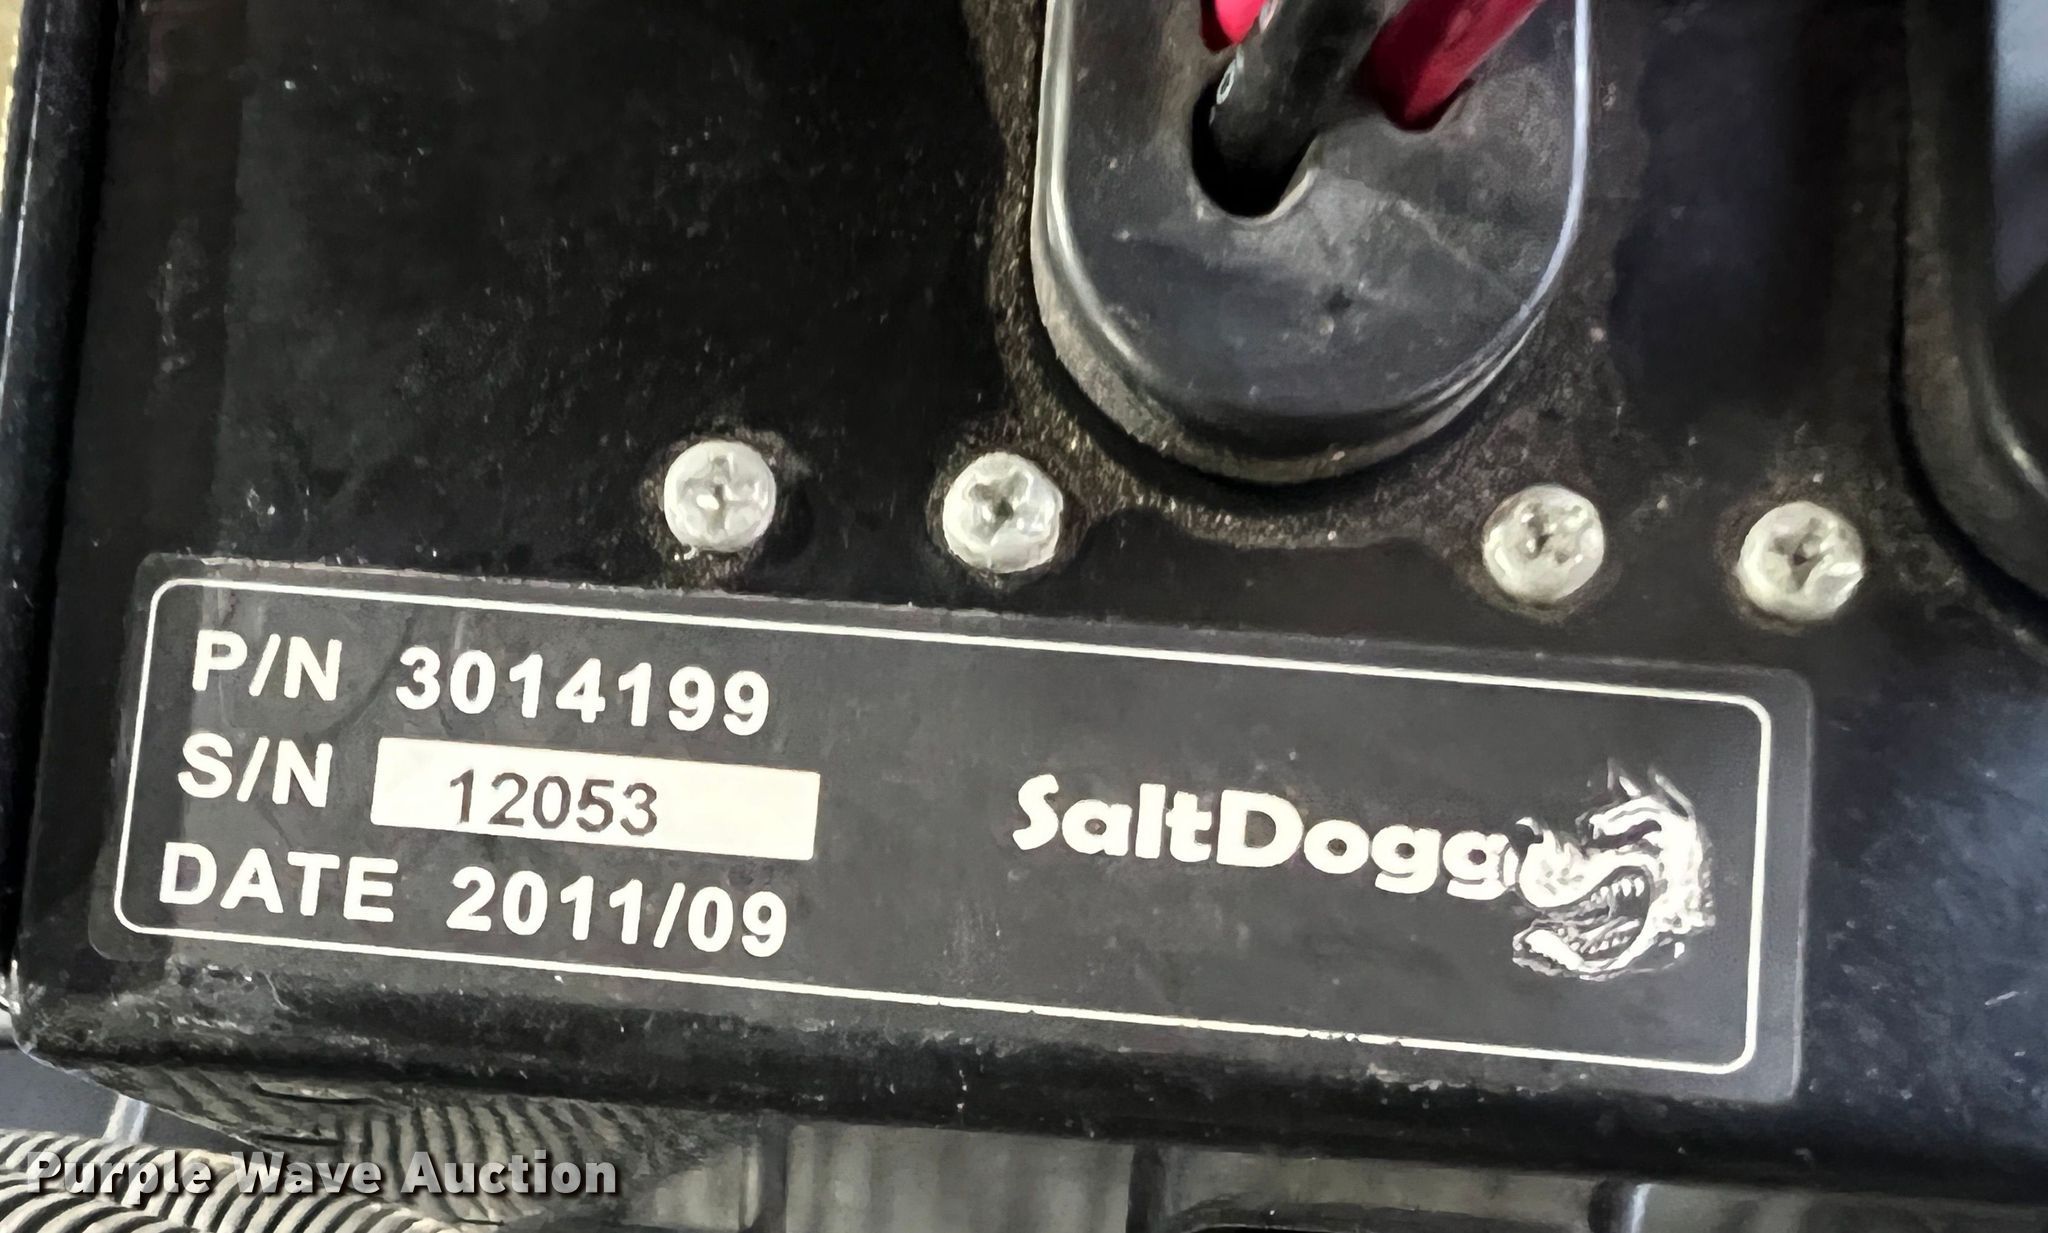 P/N 3014199
S/N 12053
DATE 2011/09
SaltDogg
Purple Wave Auction